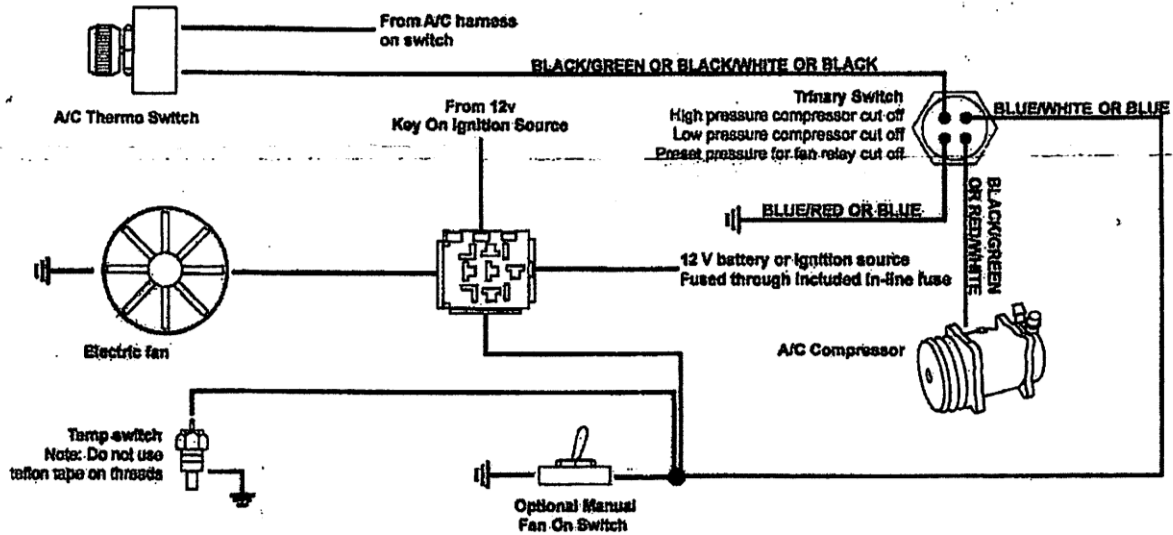 From A/C harness
on switch
BLACK/GREEN OR BLACK/WHITE OR BLACK
A/C Thermo Switch
From 12v
Key On Ignition Source
Trinary Switch
High pressure compressor cut off
Low pressure compressor cut off
Preset pressure for fan relay cut off
BLUE/WHITE OR BLUE
BLUE/RED OR BLUE
BLACK/GREEN
OR RED/WHITE
12 V battery or ignition source
Fused through included in-line fuse
Electric fan
A/C Compressor
Temp switch
Note: Do not use
teflon tape on threads
Optional Manual
Fan On Switch